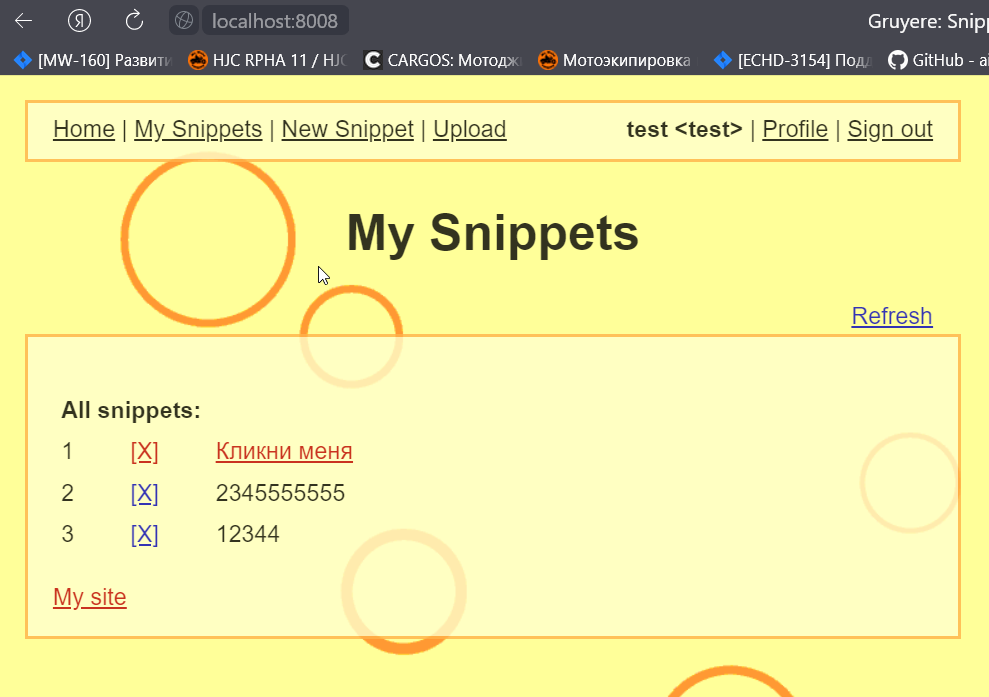 Я localhost:8008 Gruyere: Snipp
[MW-160] Развити HJC RPHA 11 / HJC CARGOS: Мотодж Мотоэкипировка [ECHD-3154] Подд GitHub - ai
Home | My Snippets | New Snippet | Upload test <test> | Profile | Sign out
My Snippets
Refresh
All snippets:
1 [X] Кликни меня
2 [X] 2345555555
3 [X] 12344
My site